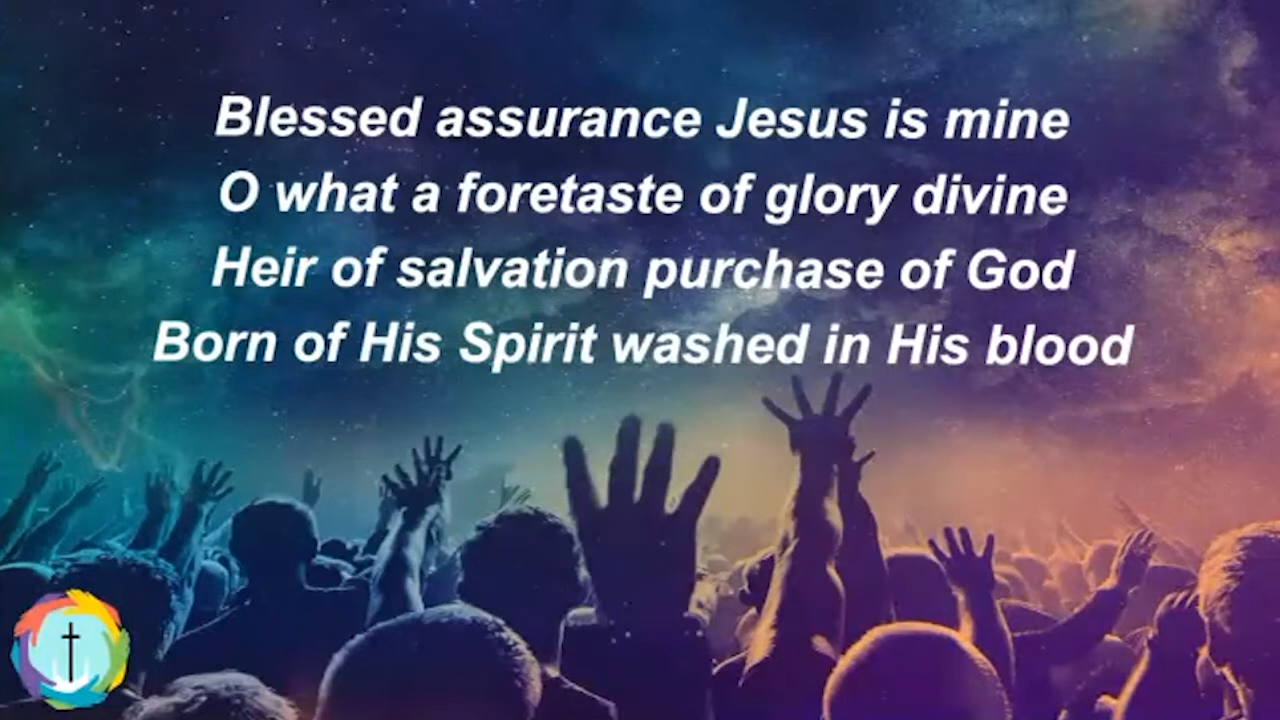 Blessed assurance Jesus is mine
O what a foretaste of glory divine
Heir of salvation purchase of God
Born of His Spirit washed in His blood